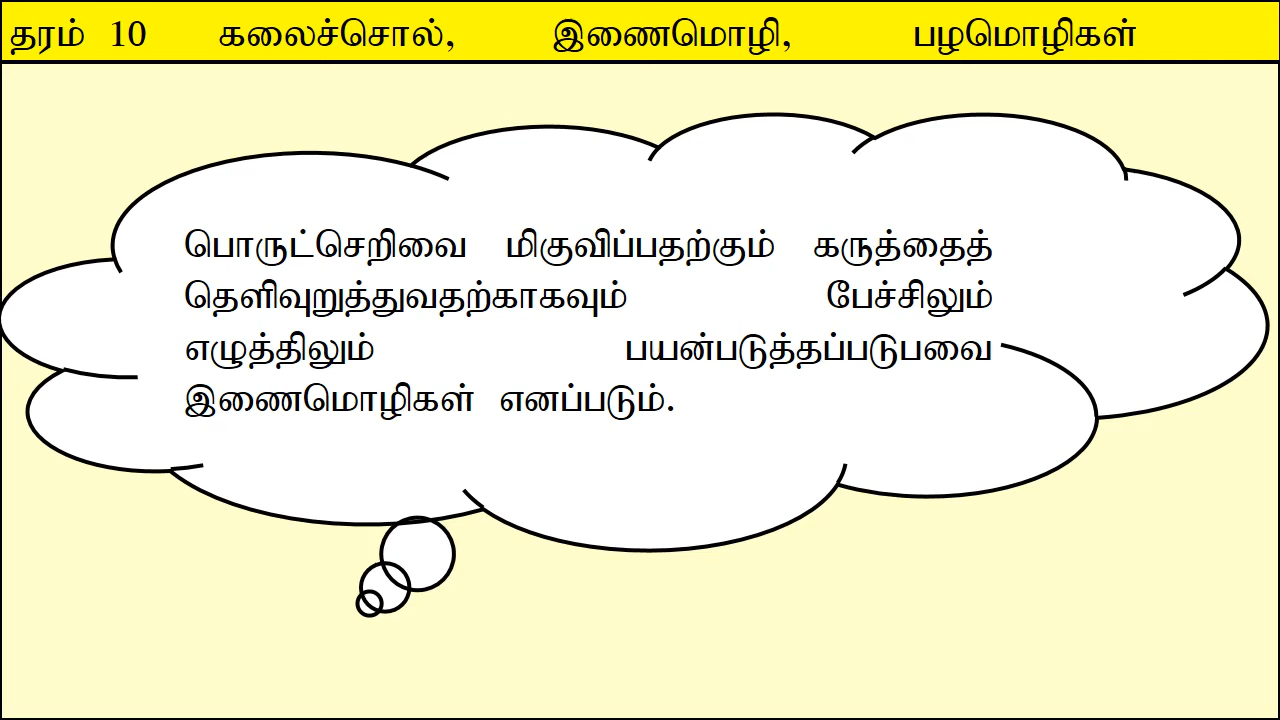 தரம் 10 கலைச்சொல், இணைமொழி, பழமொழிகள்
பொருட்செறிவை மிகுவிப்பதற்கும் கருத்தைத்
தெளிவுறுத்துவதற்காகவும் பேச்சிலும்
எழுத்திலும் பயன்படுத்தப்படுபவை
இணைமொழிகள் எனப்படும்.